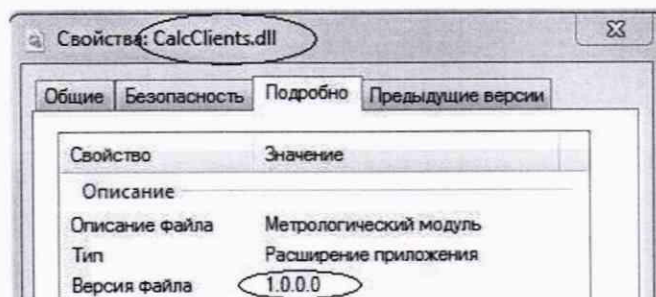 Свойства: CalcClients.dll
Общие Безопасность Подробно Предыдущие версии
Свойство Значение
Описание
Описание файла Метрологический модуль
Тип Расширение приложения
Версия файла 1.0.0.0